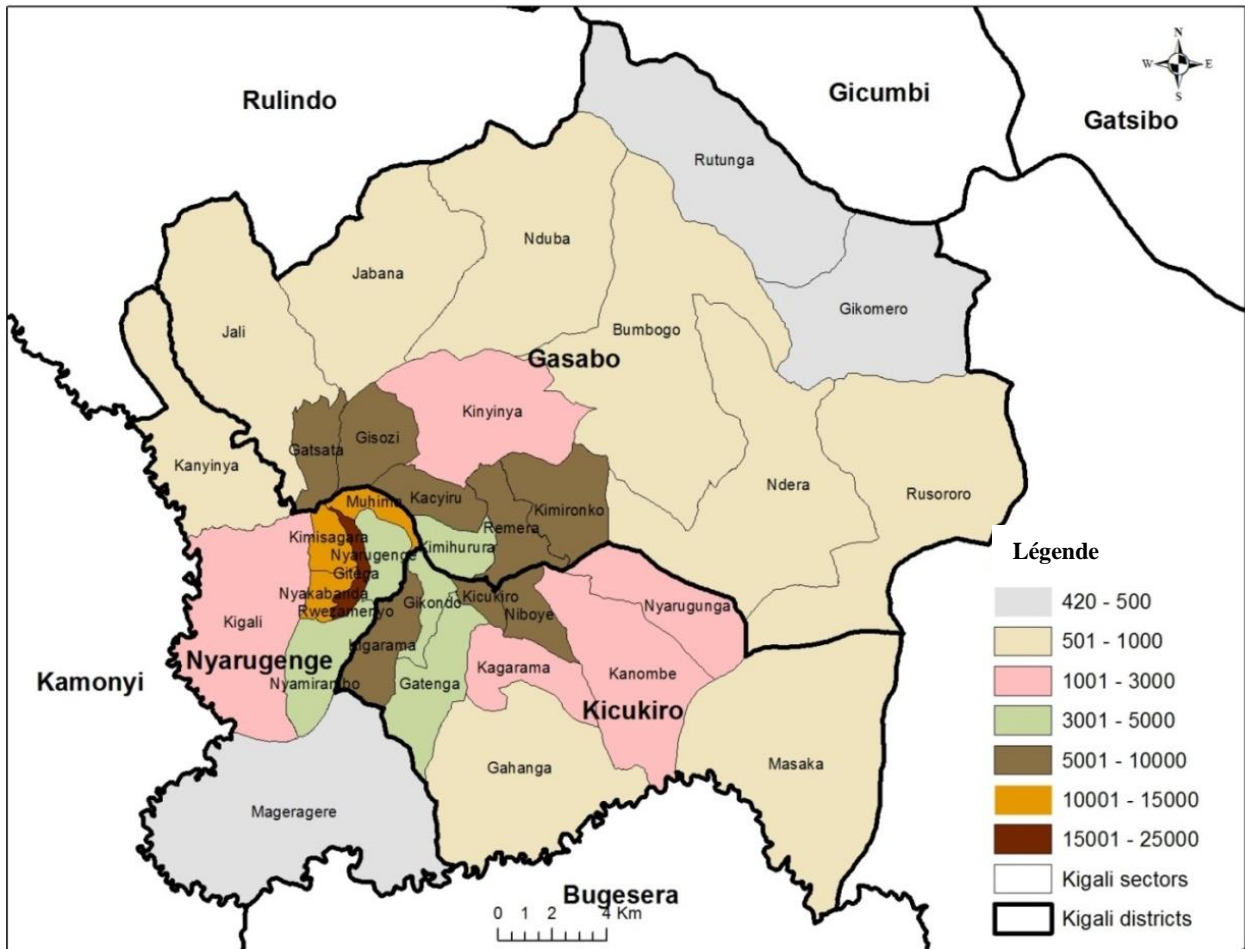 N
W E
S
Rulindo
Gicumbi
Gatsibo
Rutunga
Nduba
Jabana
Gikomero
Jali
Bumbogo
Gasabo
Kinyinya
Gisozi
Gatsata
Kanyinya
Ndera
Rusororo
Muhima
Kacyiru
Kimironko
Remera
Kimisagara
Nyarugenge
Kimihurura
Gitega
Nyakabanda
Rwezamenyo
Gikondo
Kicukiro
Niboye
Nyarugunga
Kigali
Kigarama
Nyarugenge
Kagarama
Kanombe
Kamonyi
Nyamirambo
Gatenga
Kicukiro
Gahanga
Masaka
Mageragere
Bugesera
0 1 2 4 Km
Légende
420 - 500
501 - 1000
1001 - 3000
3001 - 5000
5001 - 10000
10001 - 15000
15001 - 25000
Kigali sectors
Kigali districts